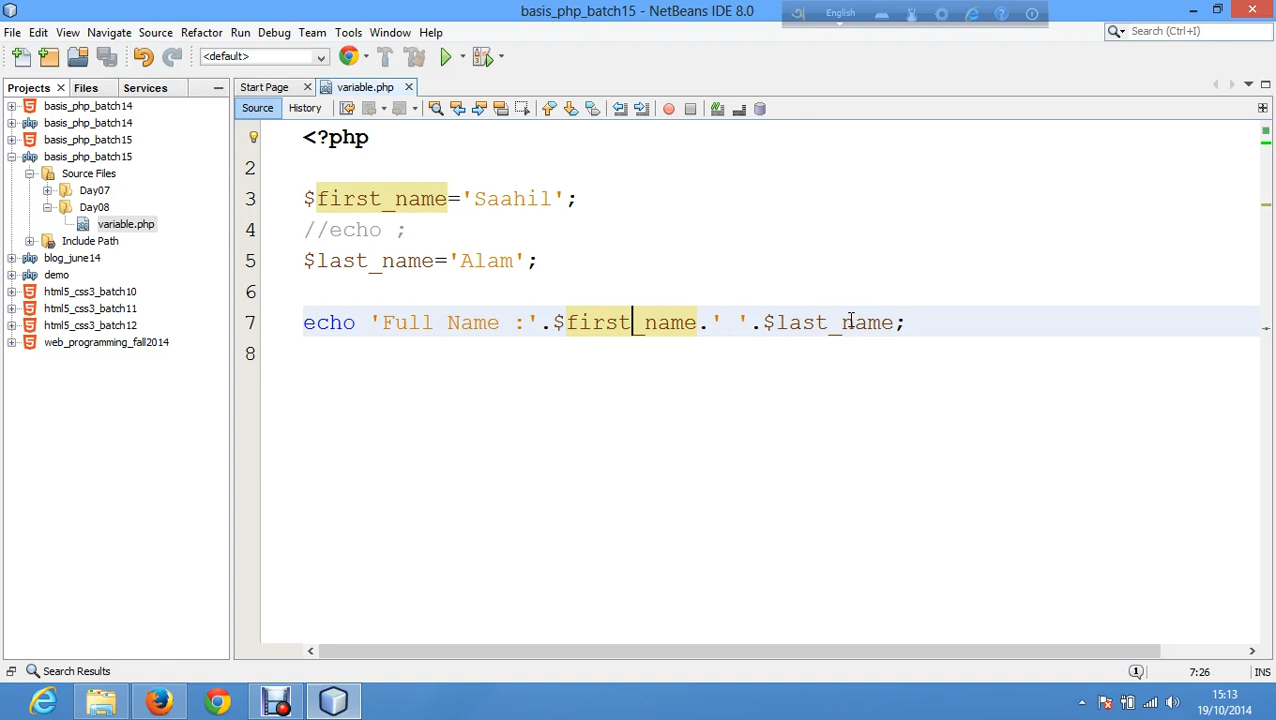 basis_php_batch15 - NetBeans IDE 8.0
English
File Edit View Navigate Source Refactor Run Debug Team Tools Window Help
Search (Ctrl+I)
<default>
Projects Files Services
Start Page variable.php
Source History
basis_php_batch14
basis_php_batch14
basis_php_batch15
basis_php_batch15
Source Files
Day07
Day08
variable.php
Include Path
blog_june14
demo
html5_css3_batch10
html5_css3_batch11
html5_css3_batch12
web_programming_fall2014
<?php
2
3 $first_name='Saahil';
4 //echo ;
5 $last_name='Alam';
6
7 echo 'Full Name :'.$first_name.' '.$last_name;
8
Search Results
1 7:26 INS
15:13
19/10/2014